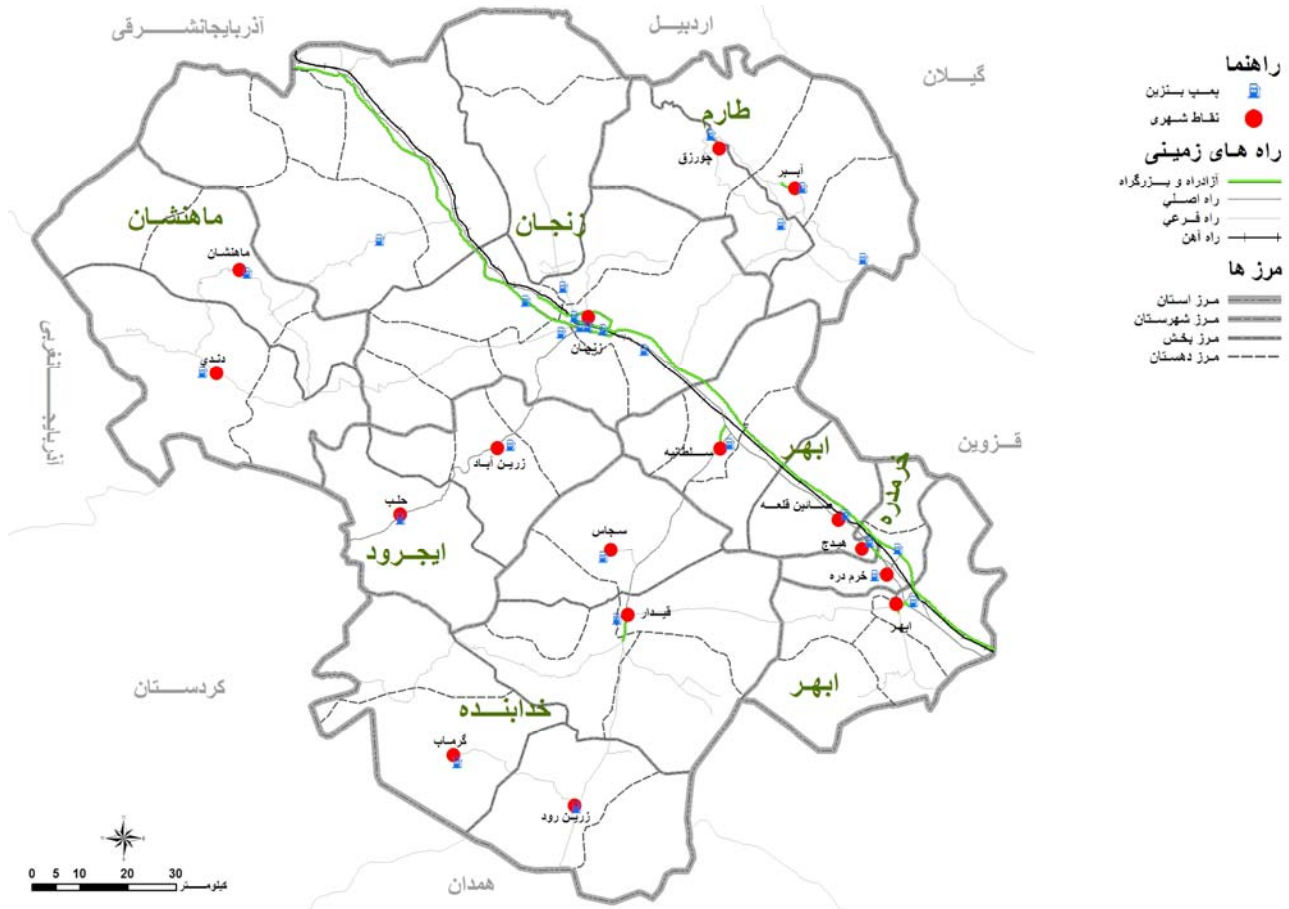 آذربایجانشرقی
اردبیل
گیلان
طارم
چورزق
آببر
زنجان
ماهنشان
ماهنشان
زنجان
دندي
آذربایجانغربی
قزوین
ابهر
خرمدره
سلطانیه
زرین آباد
صائین قلعه
حلب
ایجرود
سجاس
هیدج
خرم دره
قیدار
ابهر
ابهر
کردستان
خدابنده
گرماب
زرین رود
همدان
0 5 10 20 30
کیلومتر
راهنما
پمپ بنزین
نقاط شهری
راه های زمینی
آزادراه و بزرگراه
راه اصلي
راه فرعي
راه آهن
مرز ها
مرز استان
مرز شهرستان
مرز بخش
مرز دهستان